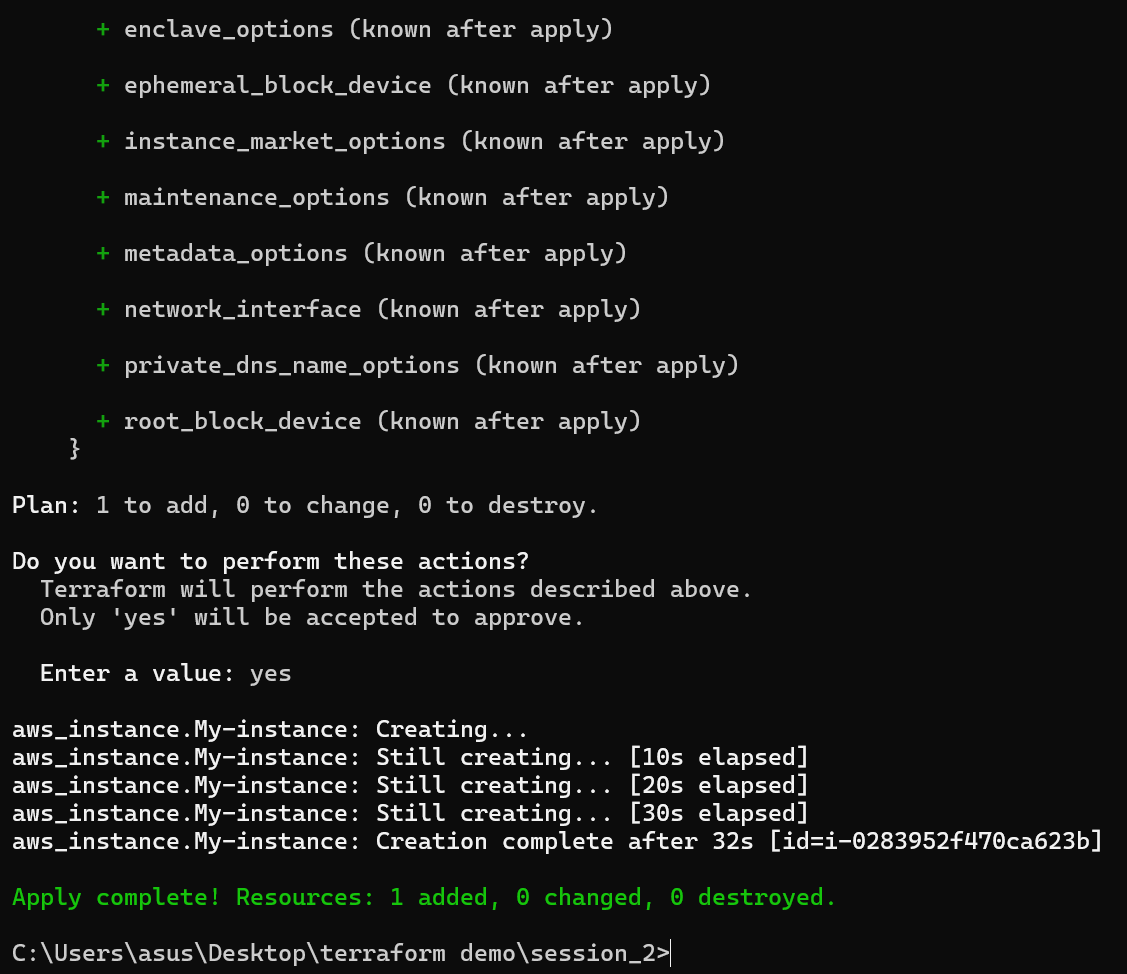 + enclave_options (known after apply)
+ ephemeral_block_device (known after apply)
+ instance_market_options (known after apply)
+ maintenance_options (known after apply)
+ metadata_options (known after apply)
+ network_interface (known after apply)
+ private_dns_name_options (known after apply)
+ root_block_device (known after apply)
}
Plan: 1 to add, 0 to change, 0 to destroy.
Do you want to perform these actions?
Terraform will perform the actions described above.
Only 'yes' will be accepted to approve.
Enter a value: yes
aws_instance.My-instance: Creating...
aws_instance.My-instance: Still creating... [10s elapsed]
aws_instance.My-instance: Still creating... [20s elapsed]
aws_instance.My-instance: Still creating... [30s elapsed]
aws_instance.My-instance: Creation complete after 32s [id=i-0283952f470ca623b]
Apply complete! Resources: 1 added, 0 changed, 0 destroyed.
C:\Users\asus\Desktop\terraform demo\session_2>